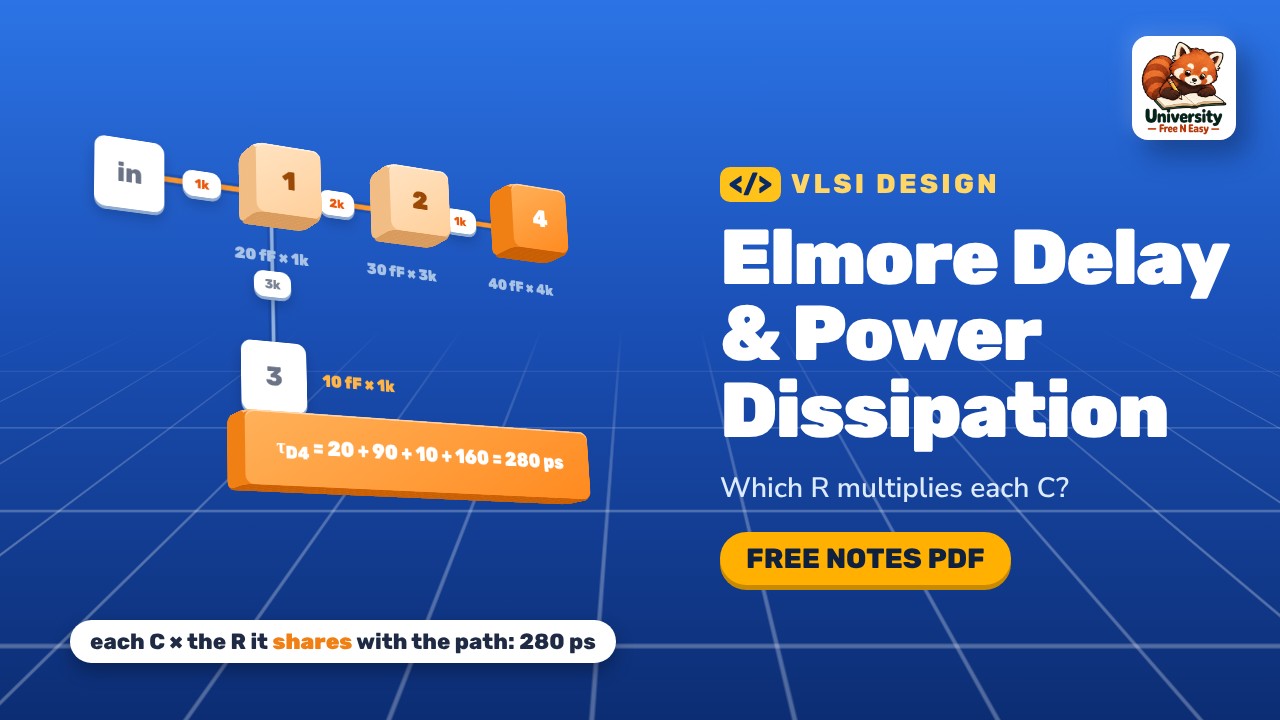 University
Free N Easy
in
1k
1
2k
2
1k
4
20 fF × 1k
30 fF × 3k
40 fF × 4k
3k
3
10 fF × 1k
τD4 = 20 + 90 + 10 + 160 = 280 ps
each C × the R it shares with the path: 280 ps
</> VLSI DESIGN
Elmore Delay
& Power
Dissipation
Which R multiplies each C?
FREE NOTES PDF